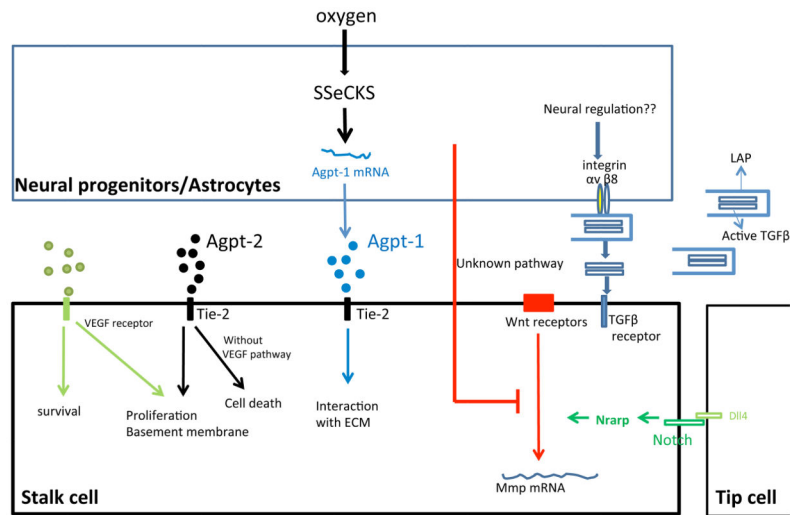 oxygen
SSeCKS
Agpt-1 mRNA
Neural progenitors/Astrocytes
Neural regulation??
integrin
αv β8
LAP
Active TGFβ
Agpt-2
Agpt-1
Unknown pathway
VEGF receptor
Tie-2
Tie-2
Wnt receptors
TGFβ
receptor
Without
VEGF pathway
survival
Proliferation
Basement membrane
Cell death
Interaction
with ECM
Nrarp
Notch
Dll4
Mmp mRNA
Stalk cell
Tip cell